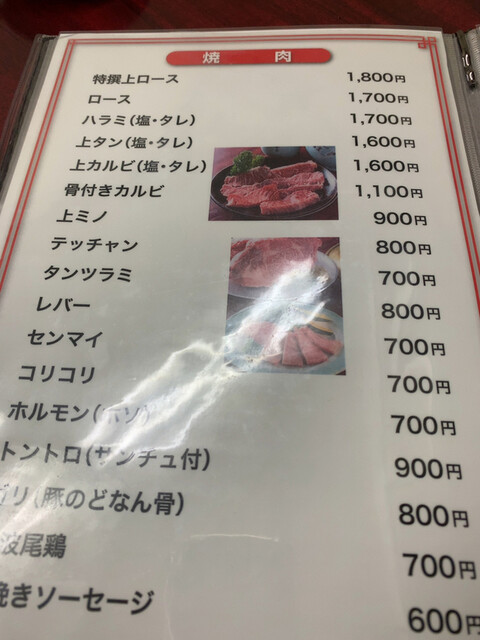 焼 肉
特撰上ロース 1,800円
ロース 1,700円
ハラミ(塩・タレ) 1,700円
上タン(塩・タレ) 1,600円
上カルビ(塩・タレ) 1,600円
骨付きカルビ 1,100円
上ミノ 900円
テッチャン 800円
タンツラミ 700円
レバー 800円
センマイ 700円
コリコリ 700円
ホルモン(ホソ) 700円
トントロ(サンチュ付) 900円
ガリ(豚のどなん骨) 800円
波尾鶏 700円
挽きソーセージ 600円